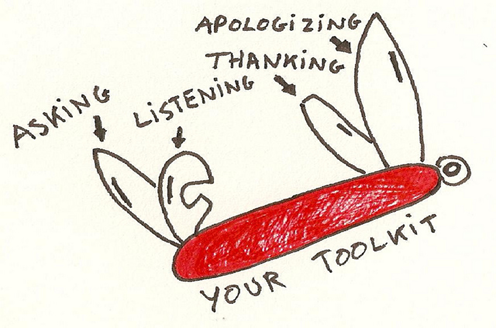 APOLOGIZING
THANKING
LISTENING
ASKING
YOUR TOOLKIT